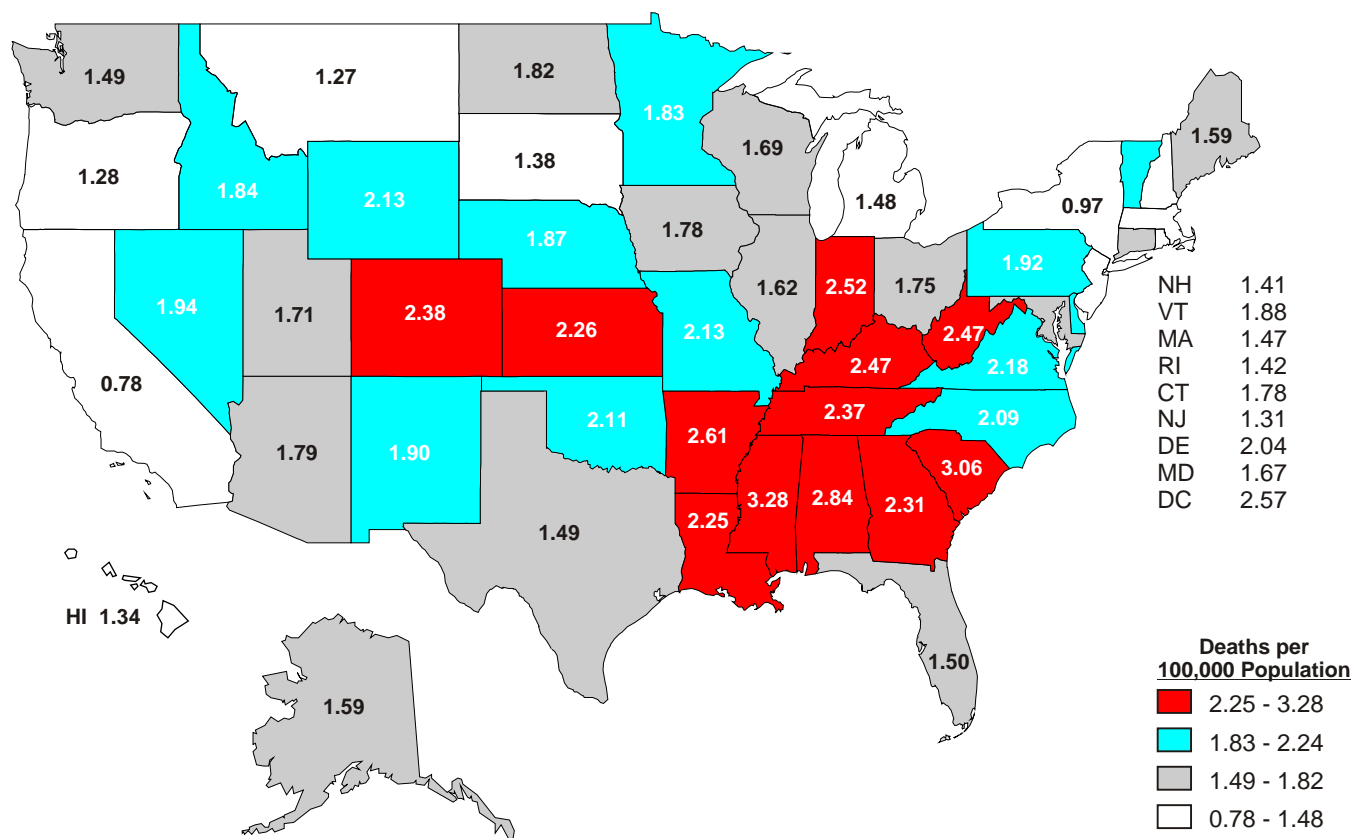 1.49
1.27
1.82
1.83
1.69
1.59
1.28
1.84
2.13
1.38
1.48
0.97
1.94
1.71
1.87
1.78
1.62
2.52
1.75
1.92
0.78
2.38
2.26
2.13
2.47
2.47
2.18
1.79
1.90
2.11
2.61
2.37
2.09
1.49
2.25
3.28
2.84
2.31
3.06
1.50
HI 1.34
1.59
NH 1.41
VT 1.88
MA 1.47
RI 1.42
CT 1.78
NJ 1.31
DE 2.04
MD 1.67
DC 2.57
Deaths per
100,000 Population
2.25 - 3.28
1.83 - 2.24
1.49 - 1.82
0.78 - 1.48